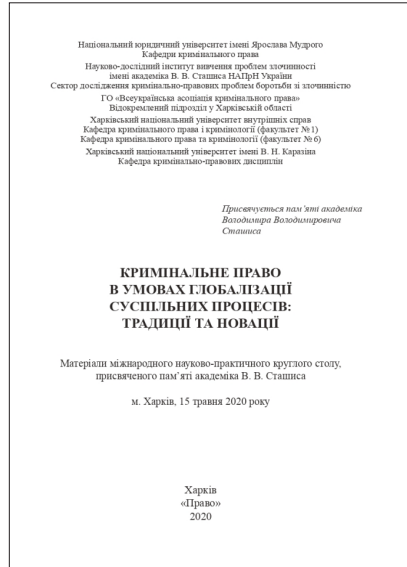 Національний юридичний університет імені Ярослава Мудрого
Кафедри кримінального права
Науково-дослідний інститут вивчення проблем злочинності
імені академіка В. В. Сташиса НАПрН України
Сектор дослідження кримінально-правових проблем боротьби зі злочинністю
ГО «Всеукраїнська асоціація кримінального права»
Відокремлений підрозділ у Харківській області
Харківський національний університет внутрішніх справ
Кафедра кримінального права і кримінології (факультет № 1)
Кафедра кримінального права та кримінології (факультет № 6)
Харківський національний університет імені В. Н. Каразіна
Кафедра кримінально-правових дисциплін
Присвячується пам’яті академіка
Володимира Володимировича
Сташиса
КРИМІНАЛЬНЕ ПРАВО
В УМОВАХ ГЛОБАЛІЗАЦІЇ
СУСПІЛЬНИХ ПРОЦЕСІВ:
ТРАДИЦІЇ ТА НОВАЦІЇ
Матеріали міжнародного науково-практичного круглого столу,
присвяченого пам’яті академіка В. В. Сташиса
м. Харків, 15 травня 2020 року
Харків
«Право»
2020